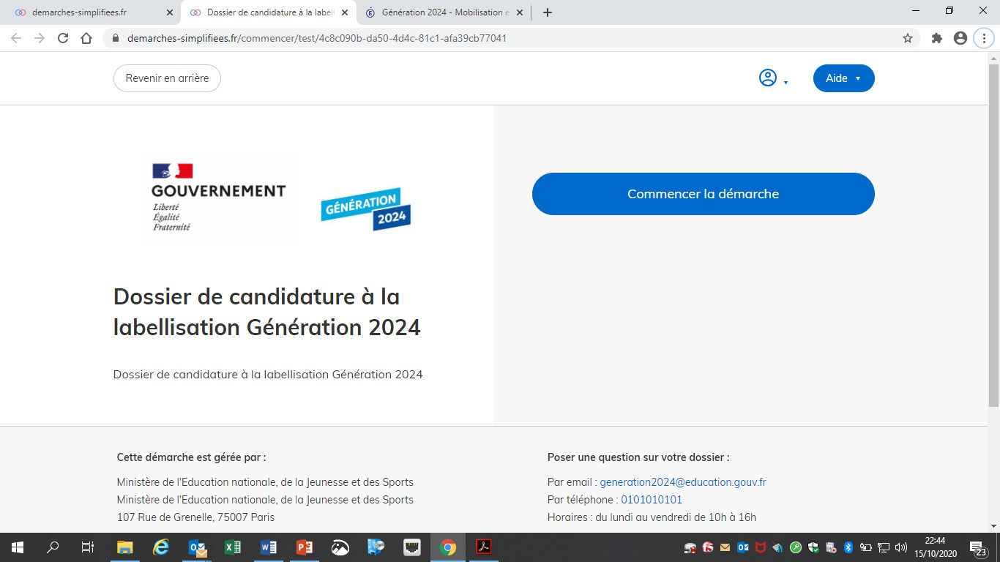 demarches-simplifiees.fr
Dossier de candidature à la labell
Génération 2024 - Mobilisation e
demarches-simplifiees.fr/commencer/test/4c8c090b-da50-4d4c-81c1-afa39cb77041
Revenir en arrière
Aide
GOUVERNEMENT
Liberté
Égalité
Fraternité
GÉNÉRATION
2024
Commencer la démarche
Dossier de candidature à la
labellisation Génération 2024
Dossier de candidature à la labellisation Génération 2024
Cette démarche est gérée par :
Ministère de l'Education nationale, de la Jeunesse et des Sports
Ministère de l'Education nationale, de la Jeunesse et des Sports
107 Rue de Grenelle, 75007 Paris
Poser une question sur votre dossier :
Par email : generation2024@education.gouv.fr
Par téléphone : 0101010101
Horaires : du lundi au vendredi de 10h à 16h
22:44
15/10/2020
23